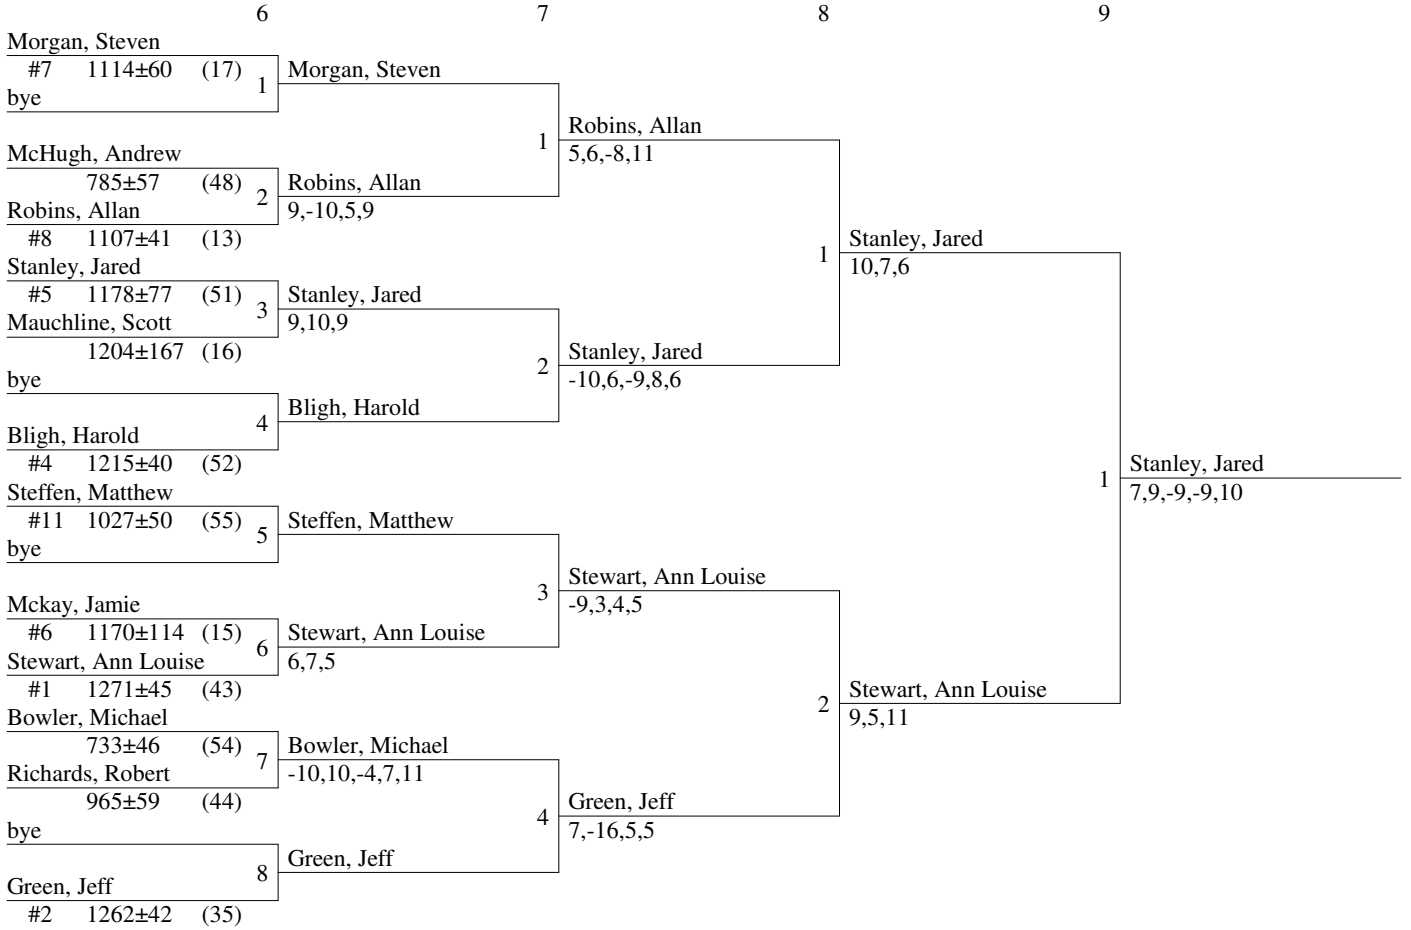 6 7 8 9
Morgan, Steven
#7 1114±60 (17)
bye
1
Morgan, Steven
McHugh, Andrew
785±57 (48)
Robins, Allan
#8 1107±41 (13)
2
Robins, Allan
9,-10,5,9
1
Robins, Allan
5,6,-8,11
Stanley, Jared
#5 1178±77 (51)
Mauchline, Scott
1204±167 (16)
3
Stanley, Jared
9,10,9
bye
Bligh, Harold
#4 1215±40 (52)
4
Bligh, Harold
2
Stanley, Jared
-10,6,-9,8,6
1
Stanley, Jared
10,7,6
Steffen, Matthew
#11 1027±50 (55)
bye
5
Steffen, Matthew
Mckay, Jamie
#6 1170±114 (15)
Stewart, Ann Louise
#1 1271±45 (43)
6
Stewart, Ann Louise
6,7,5
3
Stewart, Ann Louise
-9,3,4,5
Bowler, Michael
733±46 (54)
Richards, Robert
965±59 (44)
7
Bowler, Michael
-10,10,-4,7,11
bye
Green, Jeff
#2 1262±42 (35)
8
Green, Jeff
4
Green, Jeff
7,-16,5,5
2
Stewart, Ann Louise
9,5,11
1
Stanley, Jared
7,9,-9,-9,10